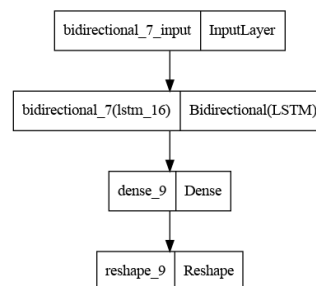 bidirectional_7_input InputLayer
bidirectional_7(lstm_16) Bidirectional(LSTM)
dense_9 Dense
reshape_9 Reshape